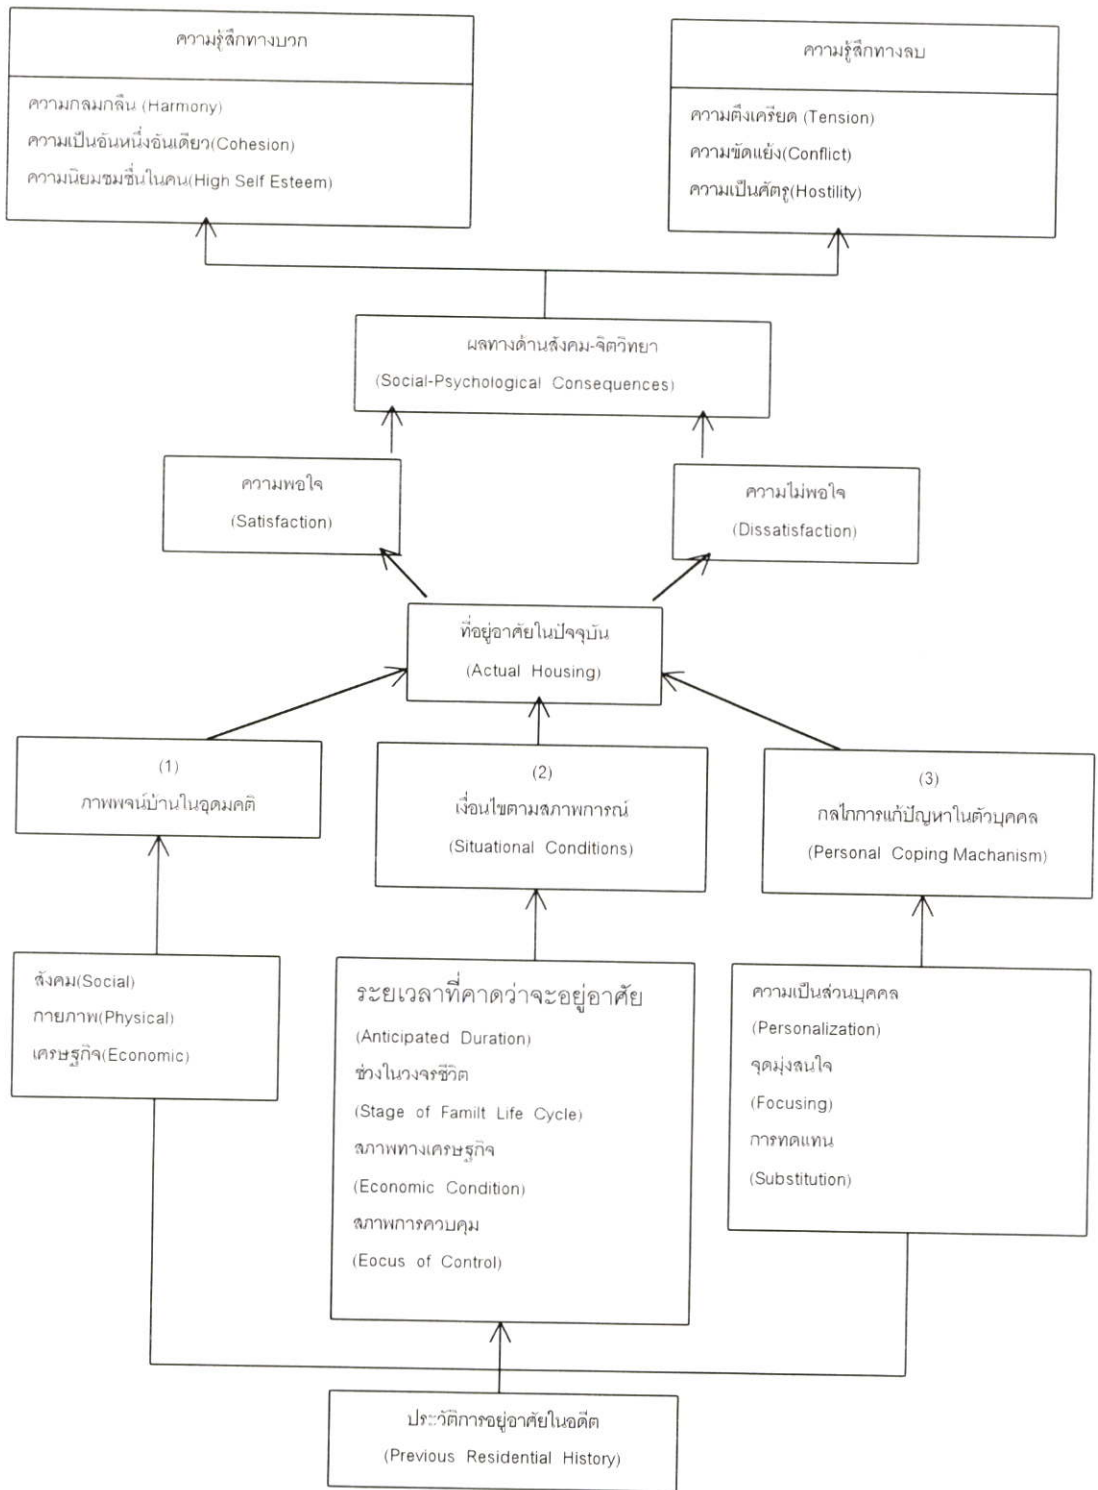 ความรู้สึกทางบวก
ความกลมกลืน (Harmony)
ความเป็นอันหนึ่งอันเดียว(Cohesion)
ความนิยมชมชื่นในคน(High Self Esteem)
ความรู้สึกทางลบ
ความตึงเครียด (Tension)
ความขัดแย้ง(Conflict)
ความเป็นศัตรู(Hostility)
ผลทางด้านสังคม-จิตวิทยา
(Social-Psychological Consequences)
ความพอใจ
(Satisfaction)
ความไม่พอใจ
(Dissatisfaction)
ที่อยู่อาศัยในปัจจุบัน
(Actual Housing)
(1)
ภาพพจน์บ้านในอุดมคติ
(2)
เงื่อนไขตามสภาพการณ์
(Situational Conditions)
(3)
กลไกการแก้ปัญหาในตัวบุคคล
(Personal Coping Machanism)
สังคม(Social)
กายภาพ(Physical)
เศรษฐกิจ(Economic)
ระยเวลาที่คาดว่าจะอยู่อาศัย
(Anticipated Duration)
ช่วงในวงจรชีวิต
(Stage of Familt Life Cycle)
สภาพทางเศรษฐกิจ
(Economic Condition)
สภาพการควบคุม
(Eocus of Control)
ความเป็นส่วนบุคคล
(Personalization)
จุดมุ่งสนใจ
(Focusing)
การทดแทน
(Substitution)
ประวัติการอยู่อาศัยในอดีต
(Previous Residential History)